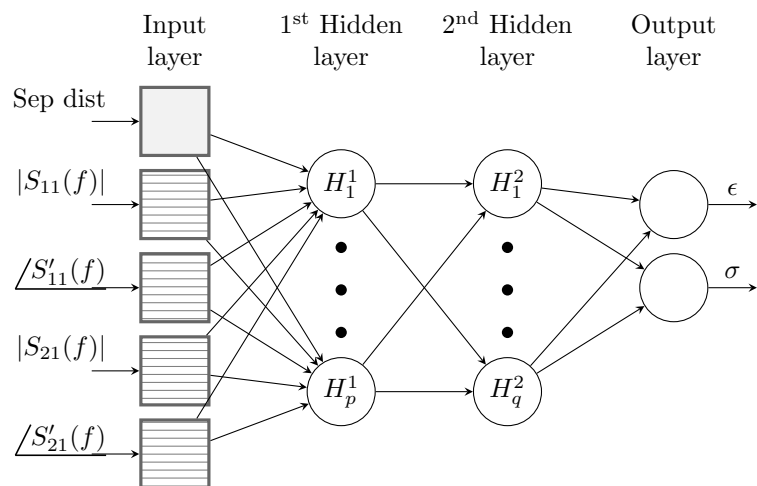 Input layer
1st Hidden layer
2nd Hidden layer
Output layer
Sep dist
|S11(f)|
∠S′11(f)
|S21(f)|
∠S′21(f)
H¹₁
H¹ₚ
H²₁
H²q
ϵ
σ